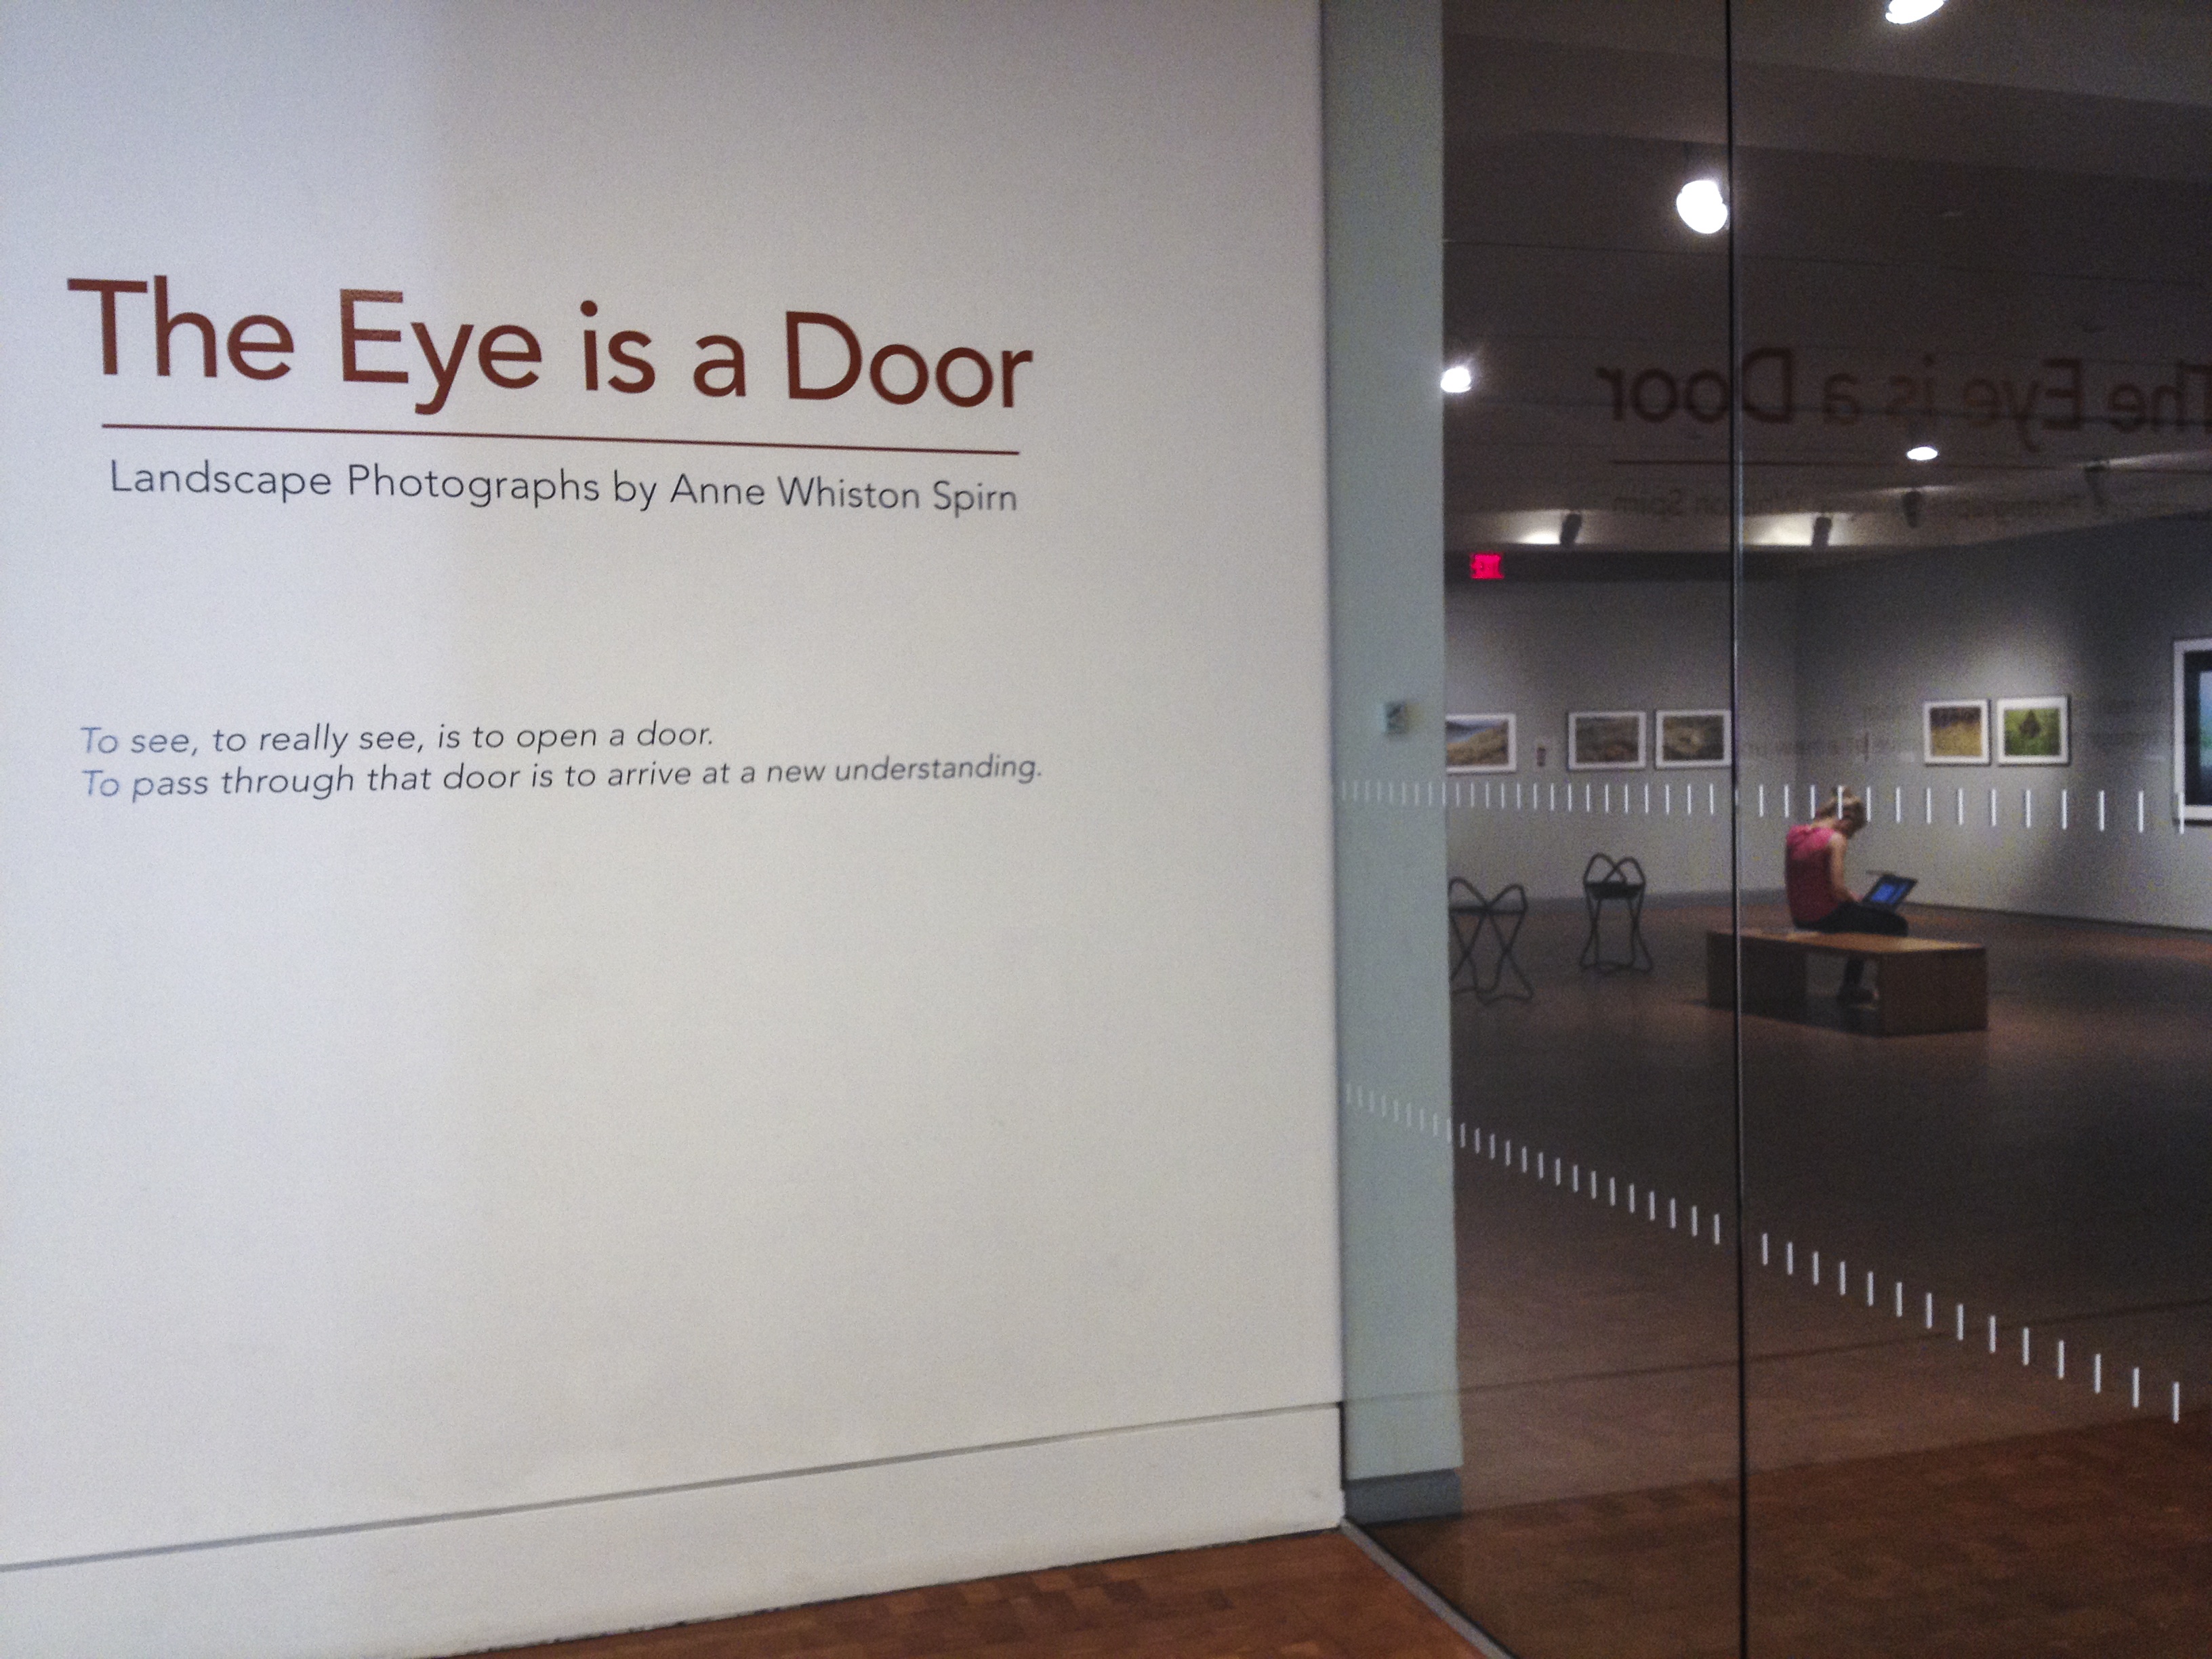 The Eye is a Door
Landscape Photographs by Anne Whiston Spirn
To see, to really see, is to open a door.
To pass through that door is to arrive at a new understanding.